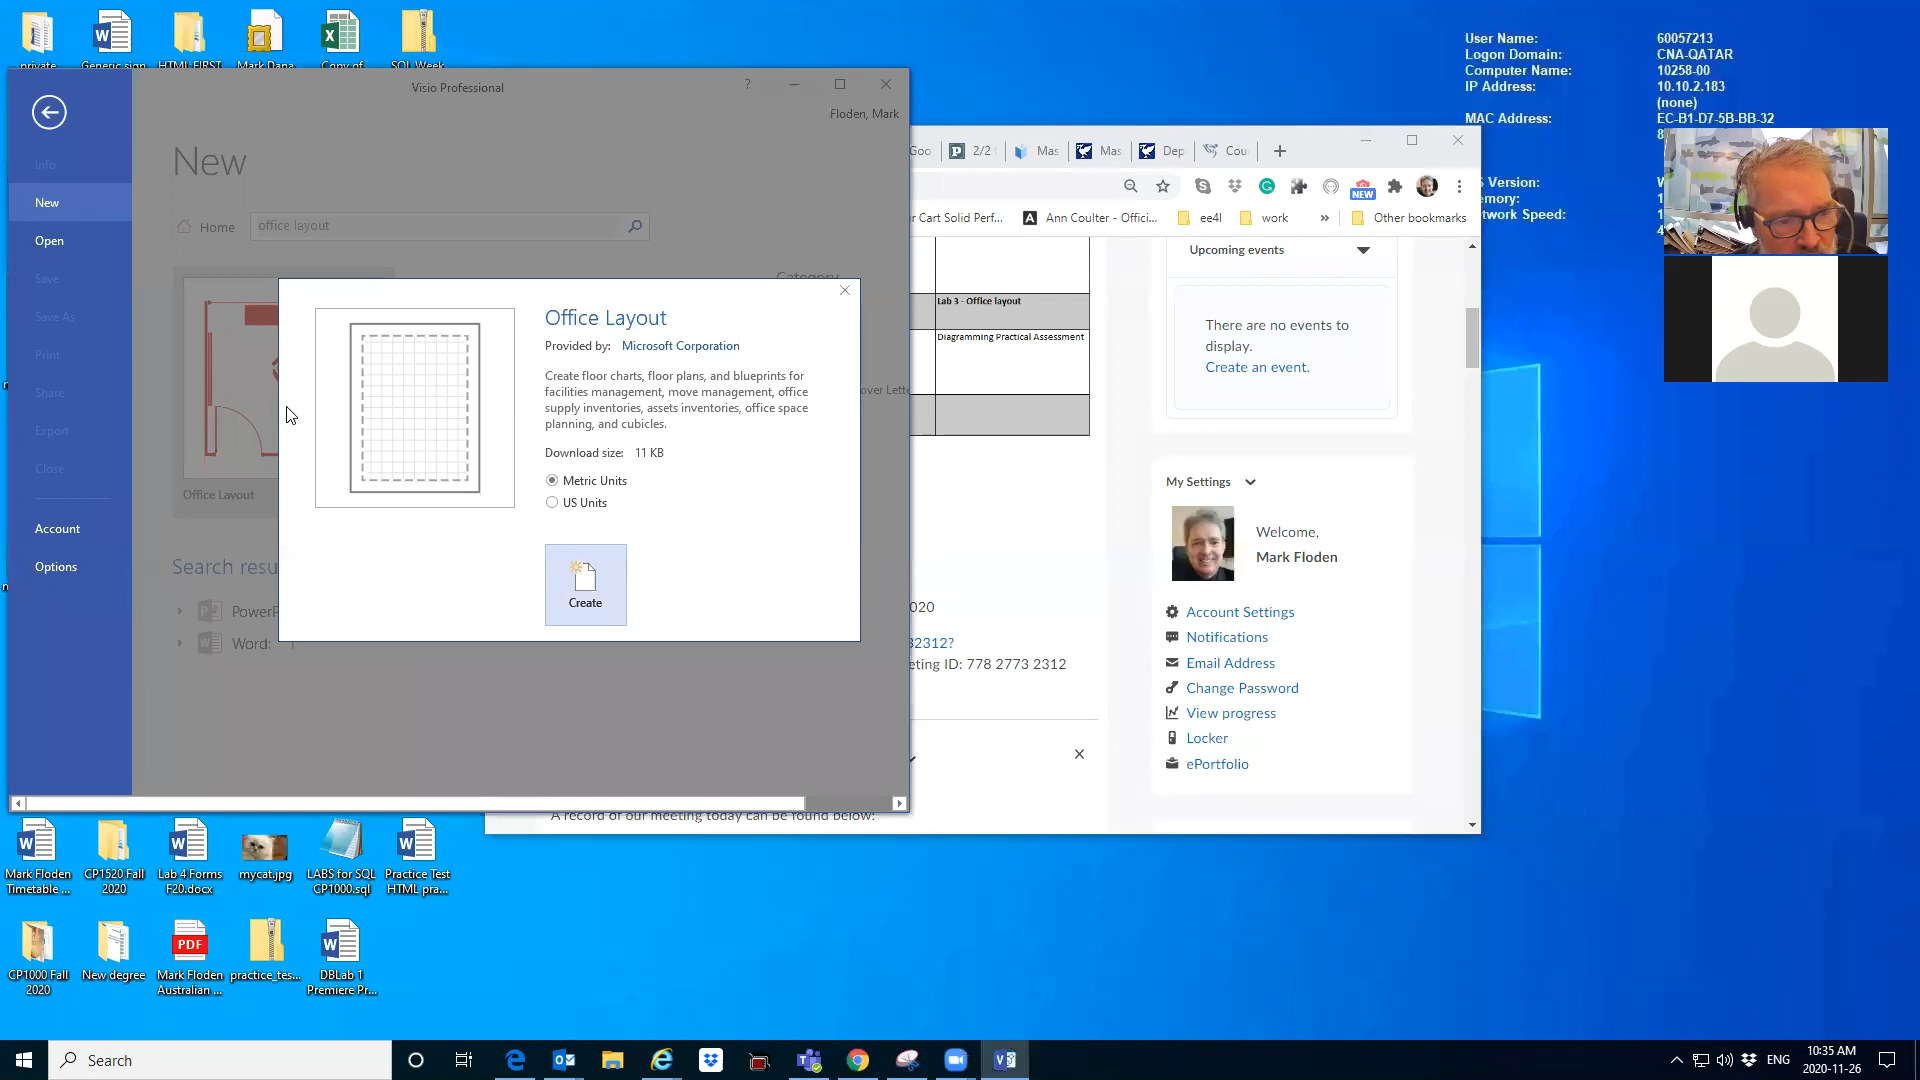 private
Generic sign
HTML FIRST
Mark Dana
Copy of
SQL Week
User Name: 60057213
Logon Domain: CNA-QATAR
Computer Name: 10258-00
IP Address: 10.10.2.183
(none)
MAC Address: EC-B1-D7-5B-BB-32
8
S Version: W
emory: 1
twork Speed: 1
4
Visio Professional
?
Floden, Mark
Info
New
Open
Save
Save As
Print
Share
Export
Close
Account
Options
New
Home
office layout
Category
Office Layout
Search resu
PowerP
Word: 1
Office Layout
Provided by: Microsoft Corporation
Create floor charts, floor plans, and blueprints for
facilities management, move management, office
supply inventories, assets inventories, office space
planning, and cubicles.
Download size: 11 KB
Metric Units
US Units
Create
Goo
2/2
Mas
Mas
Dep
Cou
NEW
r Cart Solid Perf...
Ann Coulter - Offici...
ee4l
work
»
Other bookmarks
Lab 3 - Office layout
Diagramming Practical Assessment
over Lette
020
32312?
eting ID: 778 2773 2312
A record of our meeting today can be found below:
Upcoming events
There are no events to
display.
Create an event.
My Settings
Welcome,
Mark Floden
Account Settings
Notifications
Email Address
Change Password
View progress
Locker
ePortfolio
Mark Floden
Timetable ...
CP1520 Fall
2020
Lab 4 Forms
F20.docx
mycat.jpg
LABS for SQL
CP1000.sql
Practice Test
HTML pra...
CP1000 Fall
2020
New degree
PDF
Mark Floden
Australian ...
practice_tes...
DBLab 1
Premiere Pr...
Search
ENG
10:35 AM
2020-11-26